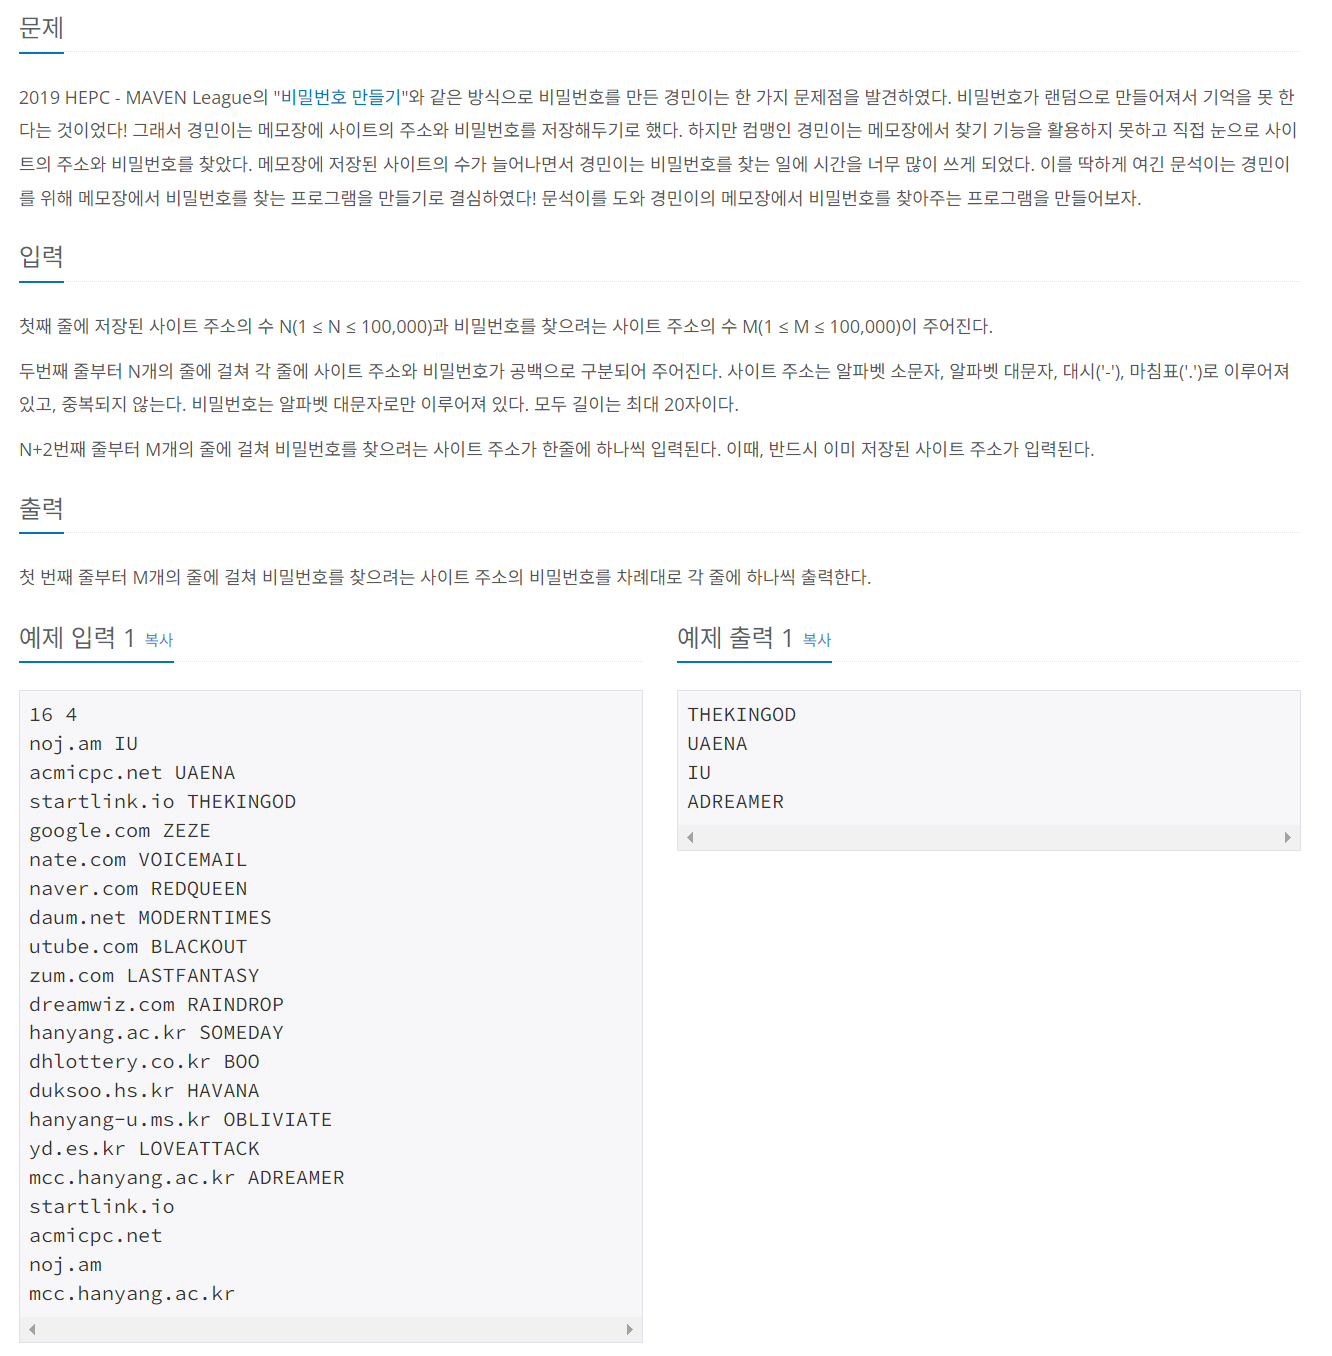 문제
2019 HEPC - MAVEN League의 "비밀번호 만들기"와 같은 방식으로 비밀번호를 만든 경민이는 한 가지 문제점을 발견하였다. 비밀번호가 랜덤으로 만들어져서 기억을 못 한
다는 것이었다! 그래서 경민이는 메모장에 사이트의 주소와 비밀번호를 저장해두기로 했다. 하지만 컴맹인 경민이는 메모장에서 찾기 기능을 활용하지 못하고 직접 눈으로 사이
트의 주소와 비밀번호를 찾았다. 메모장에 저장된 사이트의 수가 늘어나면서 경민이는 비밀번호를 찾는 일에 시간을 너무 많이 쓰게 되었다. 이를 딱하게 여긴 문석이는 경민이
를 위해 메모장에서 비밀번호를 찾는 프로그램을 만들기로 결심하였다! 문석이를 도와 경민이의 메모장에서 비밀번호를 찾아주는 프로그램을 만들어보자.
입력
첫째 줄에 저장된 사이트 주소의 수 N(1 ≤ N ≤ 100,000)과 비밀번호를 찾으려는 사이트 주소의 수 M(1 ≤ M ≤ 100,000)이 주어진다.
두번째 줄부터 N개의 줄에 걸쳐 각 줄에 사이트 주소와 비밀번호가 공백으로 구분되어 주어진다. 사이트 주소는 알파벳 소문자, 알파벳 대문자, 대시('-'), 마침표('.')로 이루어져
있고, 중복되지 않는다. 비밀번호는 알파벳 대문자로만 이루어져 있다. 모두 길이는 최대 20자이다.
N+2번째 줄부터 M개의 줄에 걸쳐 비밀번호를 찾으려는 사이트 주소가 한줄에 하나씩 입력된다. 이때, 반드시 이미 저장된 사이트 주소가 입력된다.
출력
첫 번째 줄부터 M개의 줄에 걸쳐 비밀번호를 찾으려는 사이트 주소의 비밀번호를 차례대로 각 줄에 하나씩 출력한다.
예제 입력 1 복사
16 4
noj.am IU
acmicpc.net UAENA
startlink.io THEKINGOD
google.com ZEZE
nate.com VOICEMAIL
naver.com REDQUEEN
daum.net MODERNTIMES
utube.com BLACKOUT
zum.com LASTFANTASY
dreamwiz.com RAINDROP
hanyang.ac.kr SOMEDAY
dhlottery.co.kr BOO
duksoo.hs.kr HAVANA
hanyang-u.ms.kr OBLIVIATE
yd.es.kr LOVEATTACK
mcc.hanyang.ac.kr ADREAMER
startlink.io
acmicpc.net
noj.am
mcc.hanyang.ac.kr
예제 출력 1 복사
THEKINGOD
UAENA
IU
ADREAMER